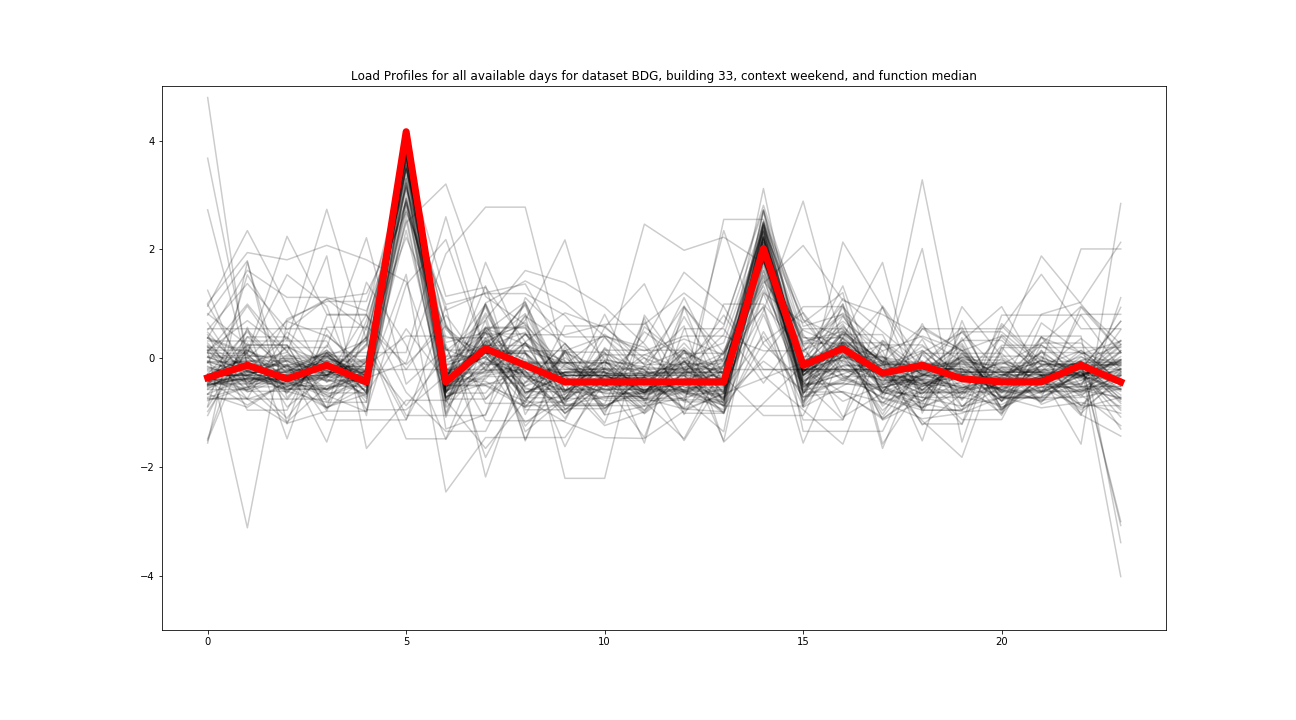 Load Profiles for all available days for dataset BDG, building 33, context weekend, and function median
4
2
0
−2
−4
0 5 10 15 20